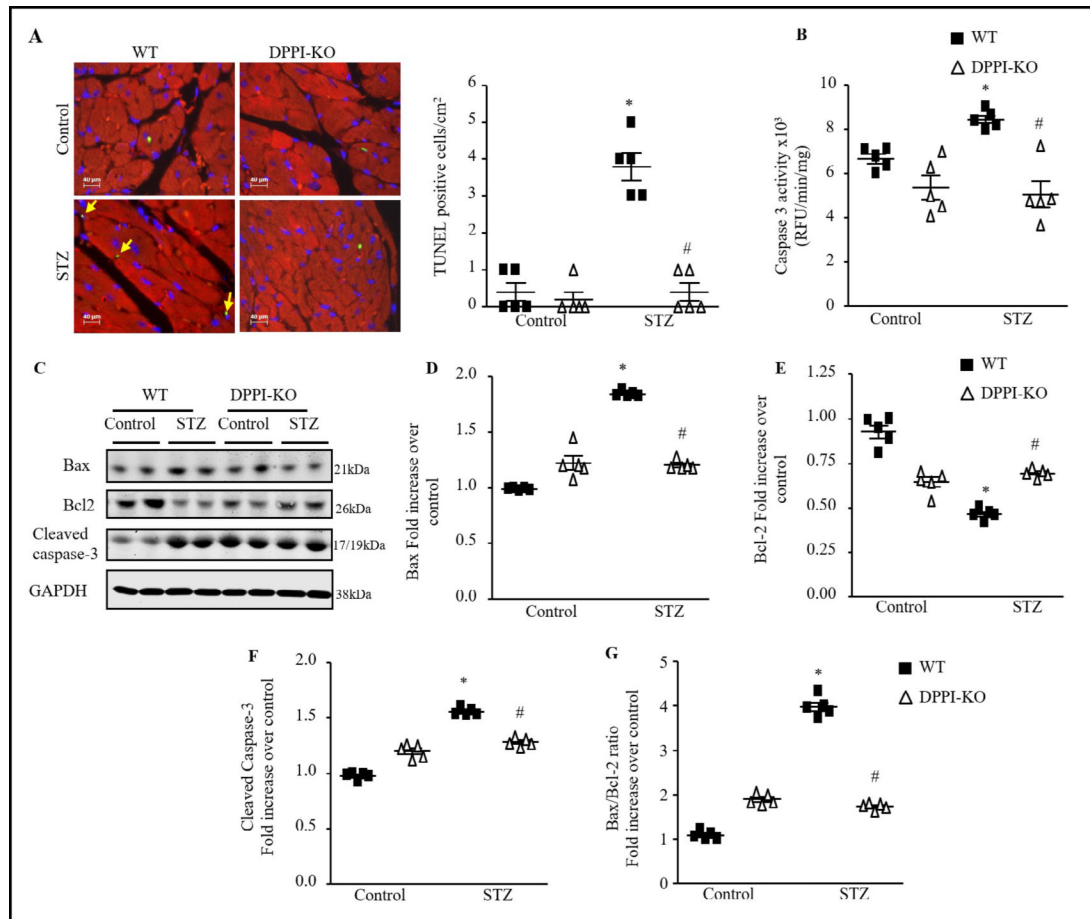 A
WT
DPPI-KO
Control
STZ
40 µm
40 µm
40 µm
40 µm
TUNEL positive cells/cm²
6
5
4
3
2
1
0
Control
STZ
*
#
B
WT
DPPI-KO
Caspase 3 activity x10³
(RFU/min/mg)
10
8
6
4
2
0
*
#
Control
STZ
C
WT
DPPI-KO
Control STZ Control STZ
Bax
21kDa
Bcl2
26kDa
Cleaved
caspase-3
17/19kDa
GAPDH
38kDa
D
Bax Fold increase over
control
2.0
1.5
1.0
0.5
0.0
*
#
Control
STZ
E
WT
DPPI-KO
Bcl-2 Fold increase over
control
1.25
1.00
0.75
0.50
0.25
0.00
*
#
Control
STZ
F
Cleaved Caspase-3
Fold increase over control
2.0
1.5
1.0
0.5
0.0
*
#
Control
STZ
G
WT
DPPI-KO
Bax/Bcl-2 ratio
Fold increase over control
5
4
3
2
1
0
*
#
Control
STZ